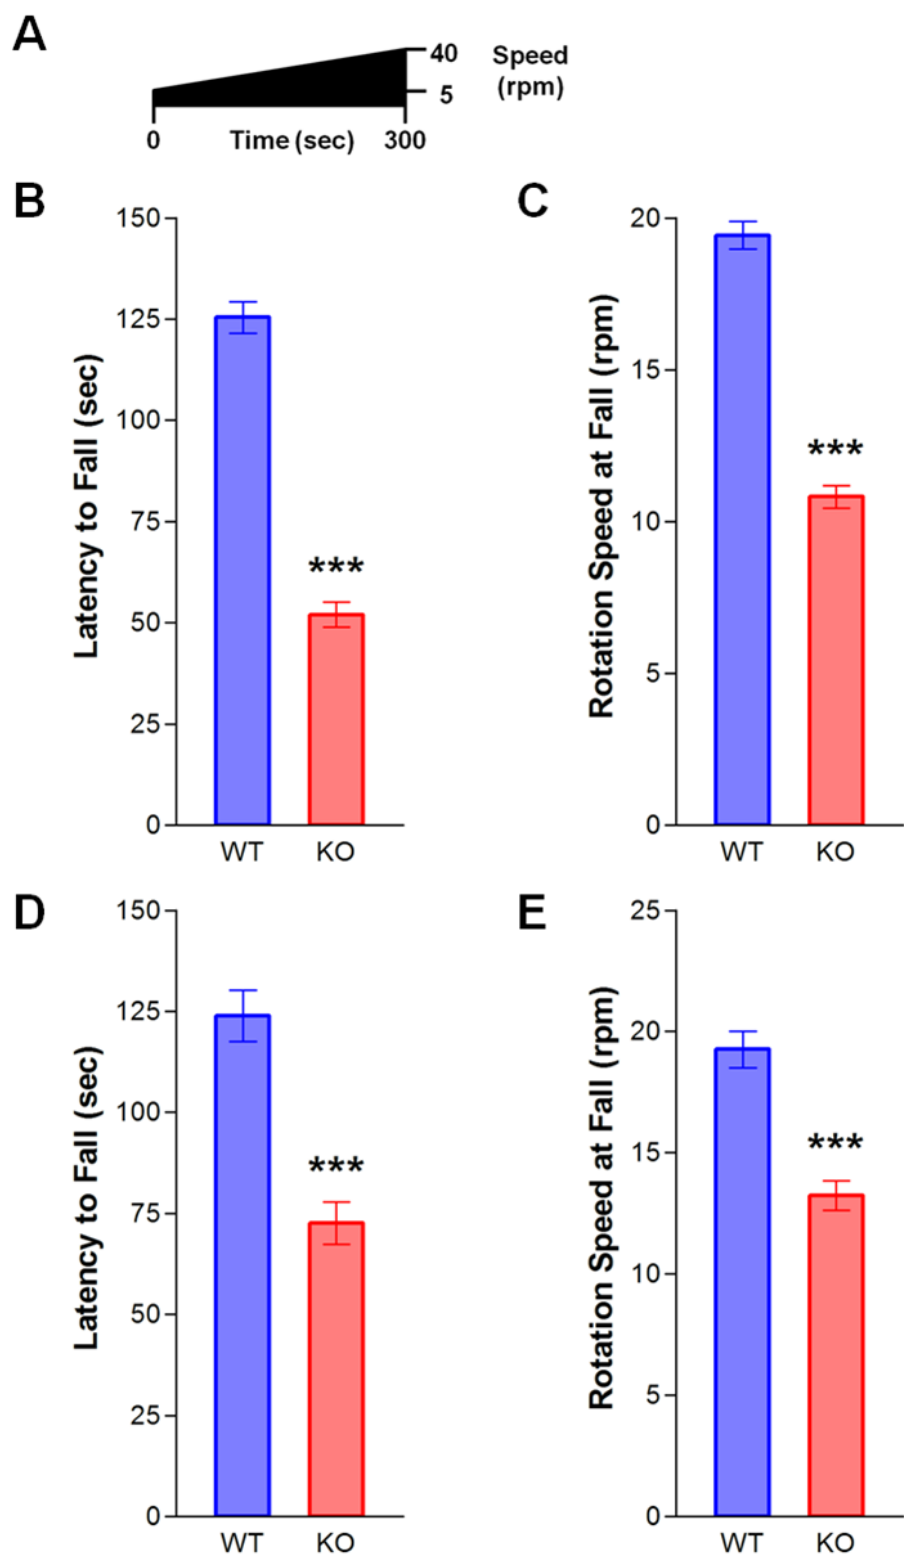 A
40 Speed
5 (rpm)
0 Time (sec) 300
B
Latency to Fall (sec)
150
125
100
75
50
25
0
***
WT KO
C
Rotation Speed at Fall (rpm)
20
15
10
5
0
***
WT KO
D
Latency to Fall (sec)
150
125
100
75
50
25
0
***
WT KO
E
Rotation Speed at Fall (rpm)
25
20
15
10
5
0
***
WT KO